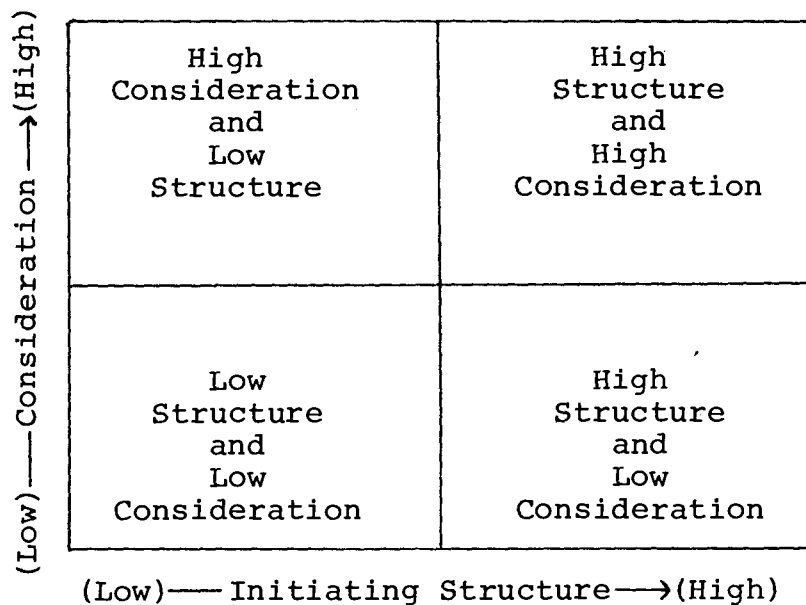 High
Consideration
and
Low
Structure
High
Structure
and
High
Consideration
Low
Structure
and
Low
Consideration
High
Structure
and
Low
Consideration
(Low)——Consideration——→(High)
(Low)——Initiating Structure——→(High)